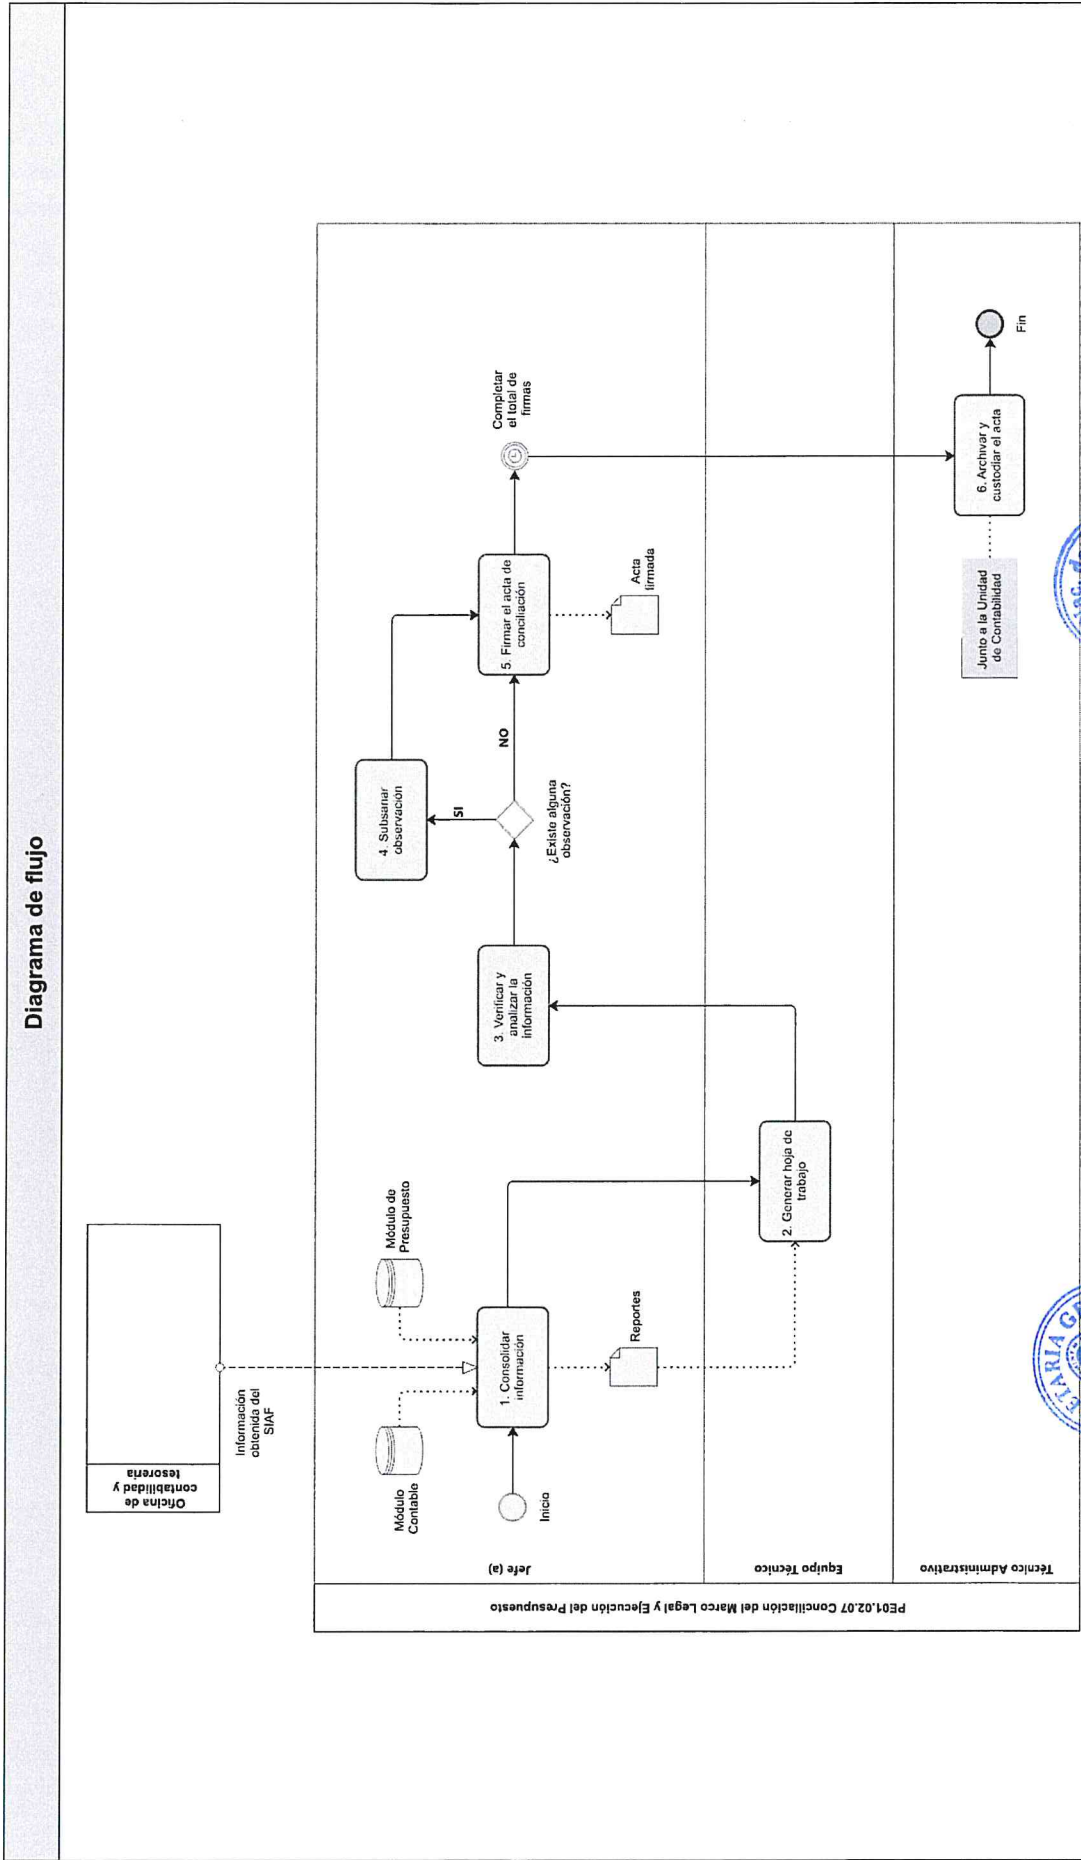 Diagrama de flujo
Oficina de
contabilidad y
tesorería
Información
obtenida del
SIAF
PE01.02.07 Conciliación del Marco Legal y Ejecución del Presupuesto
Jefe (a)
Inicio
Módulo
Contable
Módulo de
Presupuesto
1. Consolidar
información
Reportes
3. Verificar y
analizar la
información
¿Existe alguna
observación?
SI
NO
4. Subsanar
observación
5. Firmar el acta de
conciliación
Acta
firmada
Completar
el total de
firmas
Equipo Técnico
2. Generar hoja de
trabajo
Técnico Administrativo
Junto a la Unidad
de Contabilidad
6. Archivar y
custodiar el acta
Fin